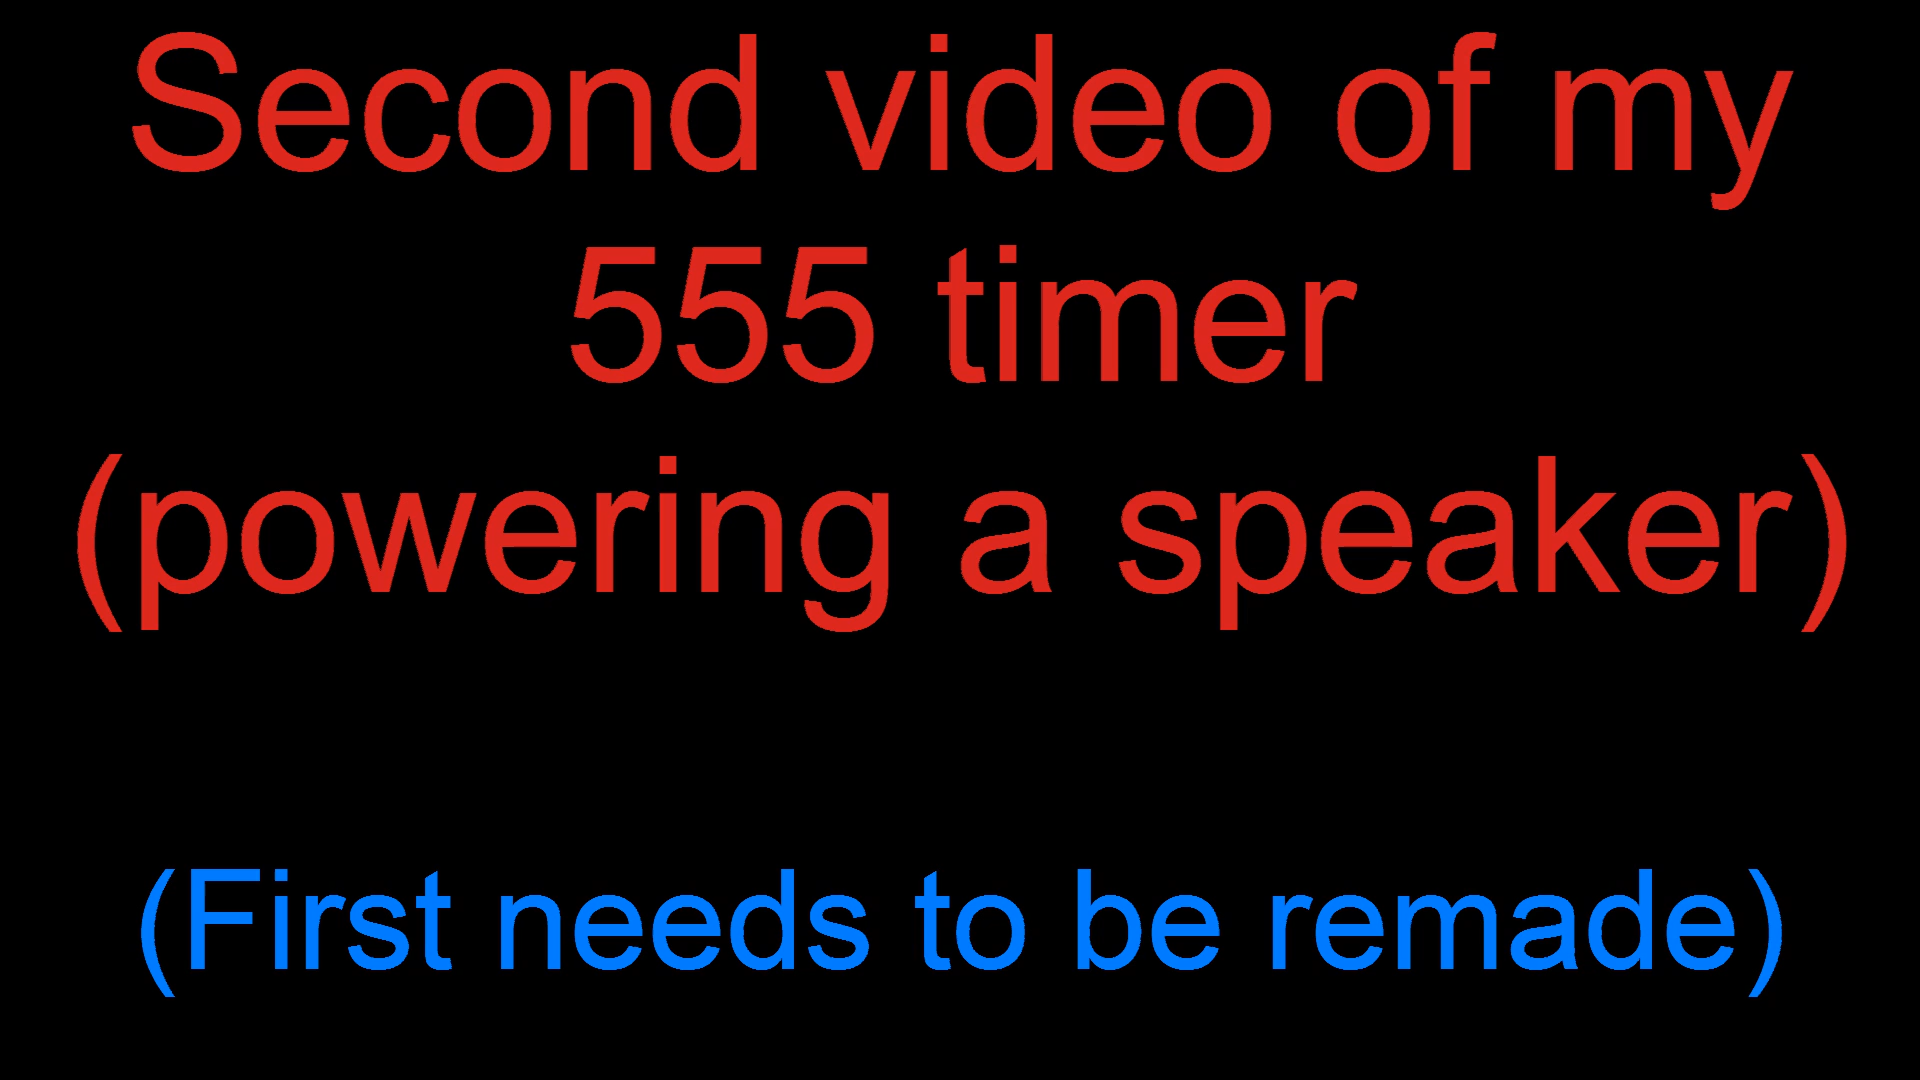 Second video of my
555 timer
(powering a speaker)
(First needs to be remade)